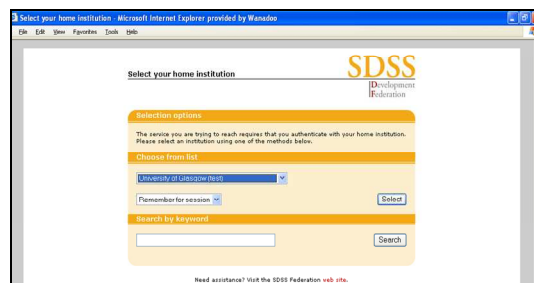 Select your home institution - Microsoft Internet Explorer provided by Wanadoo
File Edit View Favorites Tools Help
SDSS
Select your home institution
Development
Federation
Selection options
The service you are trying to reach requires that you authenticate with your home institution.
Please select an institution using one of the methods below.
Choose from list
University of Glasgow (test)
Remember for session
Select
Search by keyword
Search
Need assistance? Visit the SDSS Federation web site.